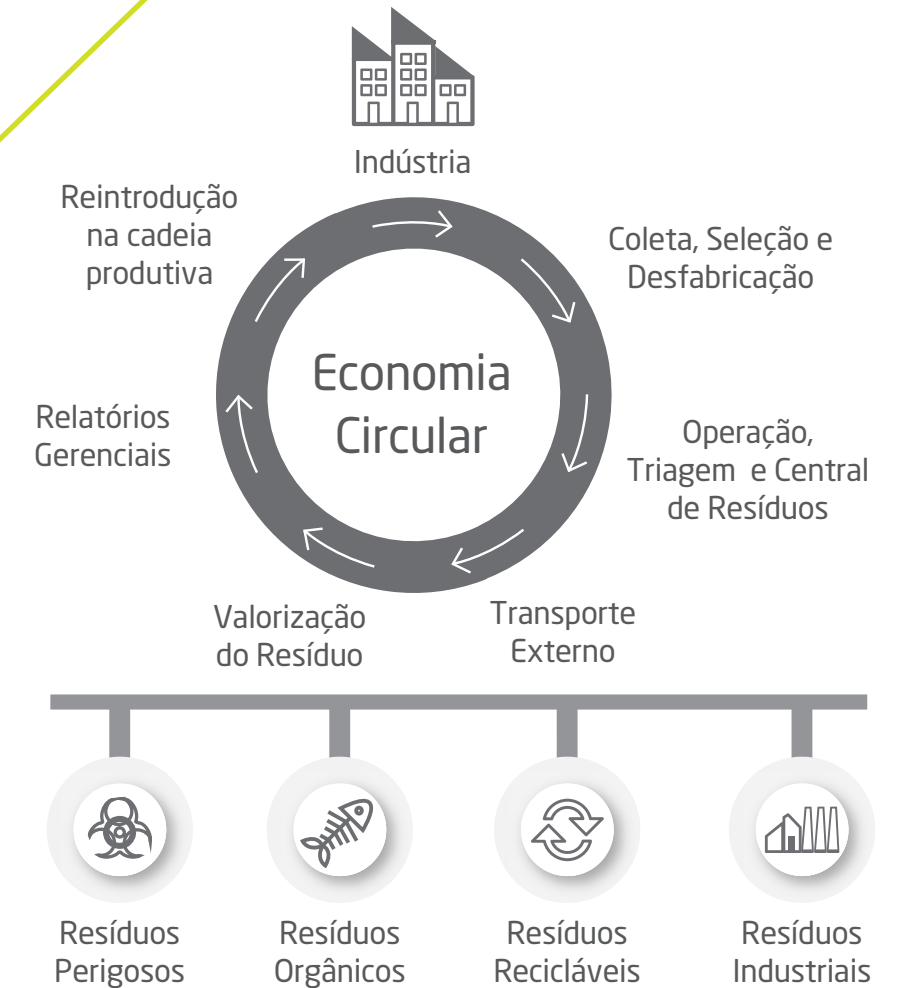 Indústria
Reintrodução
na cadeia
produtiva
Coleta, Seleção e
Desfabricação
Economia
Circular
Relatórios
Gerenciais
Operação,
Triagem e Central
de Resíduos
Valorização
do Resíduo
Transporte
Externo
Resíduos
Perigosos
Resíduos
Orgânicos
Resíduos
Recicláveis
Resíduos
Industriais